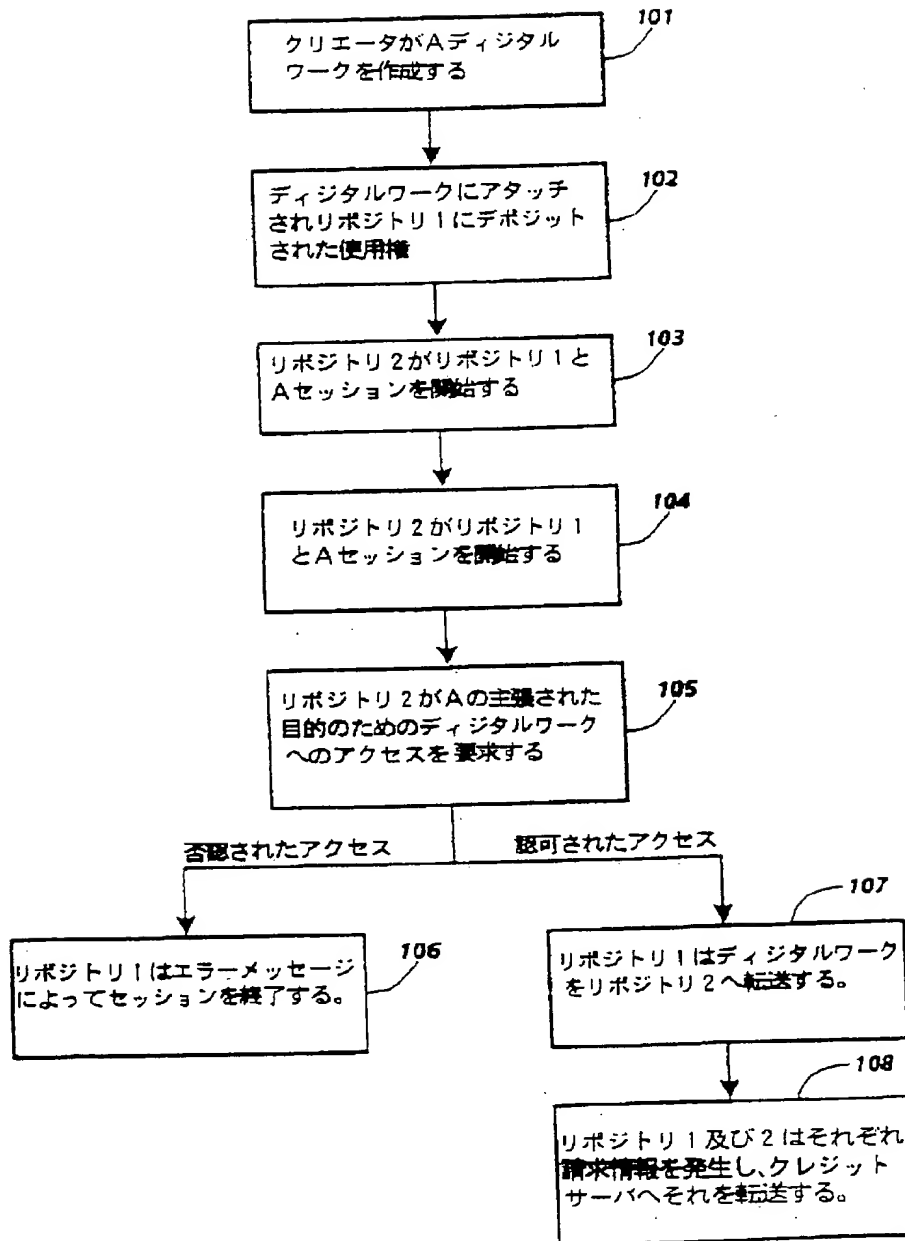 101
クリエータがAディジタル
ワークを作成する
102
ディジタルワークにアタッチ
されリポジトリ1にデポジット
された使用権
103
リポジトリ2がリポジトリ1と
Aセッションを開始する
104
リポジトリ2がリポジトリ1
とAセッションを開始する
105
リポジトリ2がAの主張された
目的のためのディジタルワーク
へのアクセスを要求する
否認されたアクセス
認可されたアクセス
106
リポジトリ1はエラーメッセージ
によってセッションを終了する。
107
リポジトリ1はディジタルワーク
をリポジトリ2へ転送する。
108
リポジトリ1及び2はそれぞれ
請求情報を発生し、クレジット
サーバへそれを転送する。